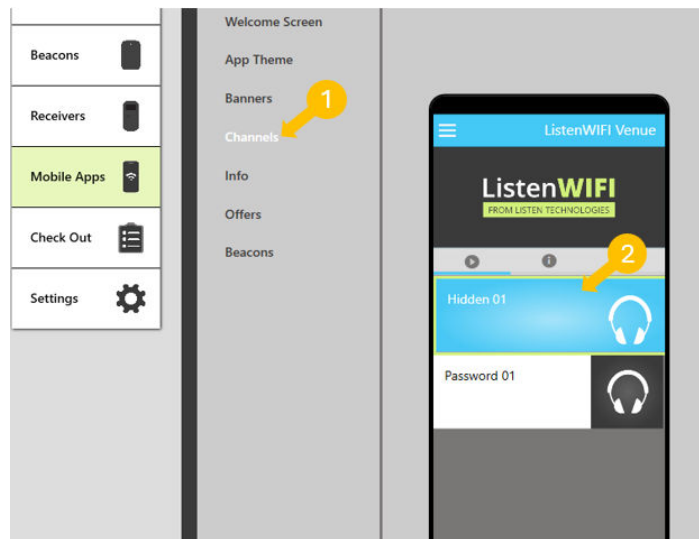 Beacons
Receivers
Mobile Apps
Check Out
Settings
Welcome Screen
App Theme
Banners
1
Channels
Info
Offers
Beacons
ListenWIFI Venue
ListenWIFI
FROM LISTEN TECHNOLOGIES
2
Hidden 01
Password 01